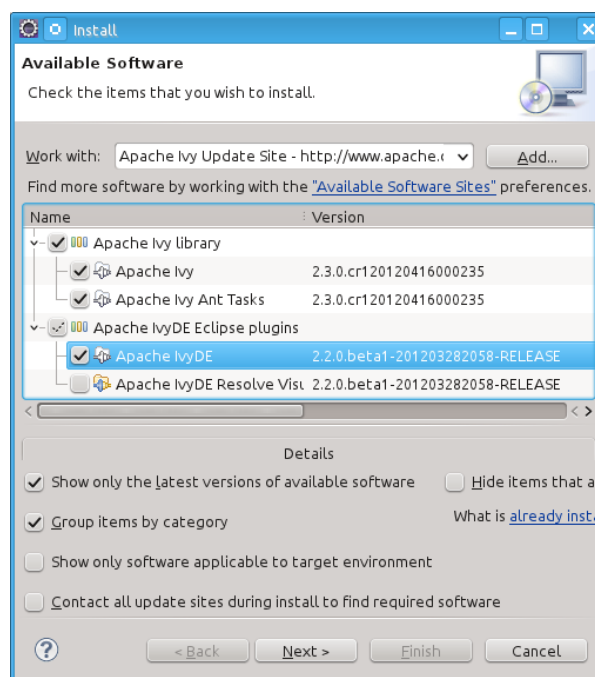 Install
Available Software
Check the items that you wish to install.
Work with: Apache Ivy Update Site - http://www.apache. Add...
Find more software by working with the "Available Software Sites" preferences.
Name Version
Apache Ivy library
Apache Ivy 2.3.0.cr120120416000235
Apache Ivy Ant Tasks 2.3.0.cr120120416000235
Apache IvyDE Eclipse plugins
Apache IvyDE 2.2.0.beta1-201203282058-RELEASE
Apache IvyDE Resolve Visu 2.2.0.beta1-201203282058-RELEASE
Details
Show only the latest versions of available software Hide items that a
Group items by category What is already inst
Show only software applicable to target environment
Contact all update sites during install to find required software
? < Back Next > Finish Cancel